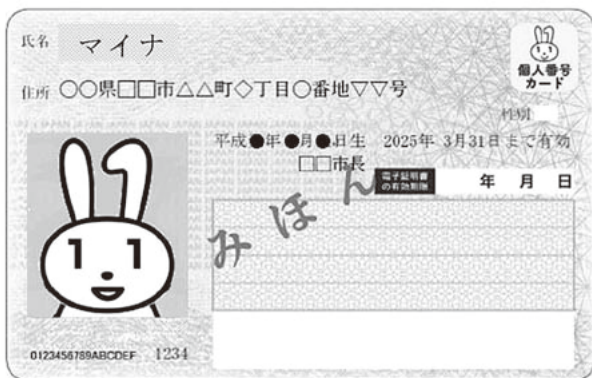 氏名 マイナ
個人番号
カード
住所 〇〇県□□市△△町◇丁目〇番地▽▽号
性別
平成●年●月●日生 2025年 3月31日まで有効
□□市長
電子証明書
の有効期限
年 月 日
みほん
0123456789ABCDEF 1234